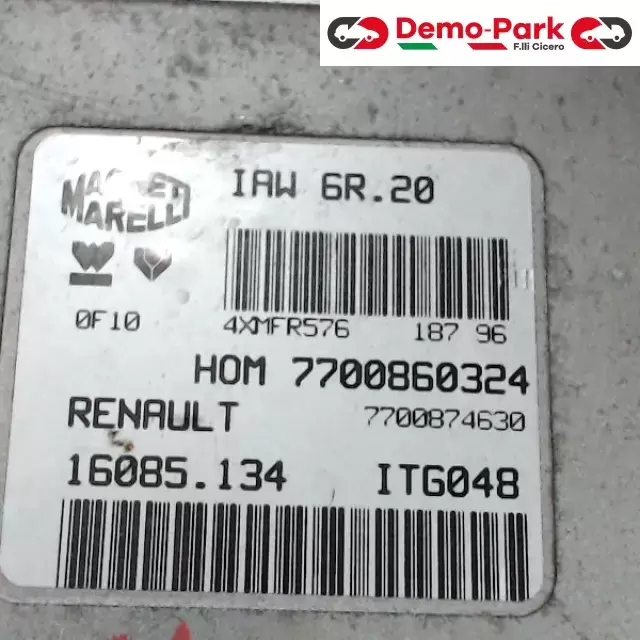 Demo-Park
F.lli Cicero
MAGNETI MARELLI
IAW 6R.20
0F10
4XMFR576 187 96
HOM 7700860324
RENAULT 7700874630
16085.134 ITG048